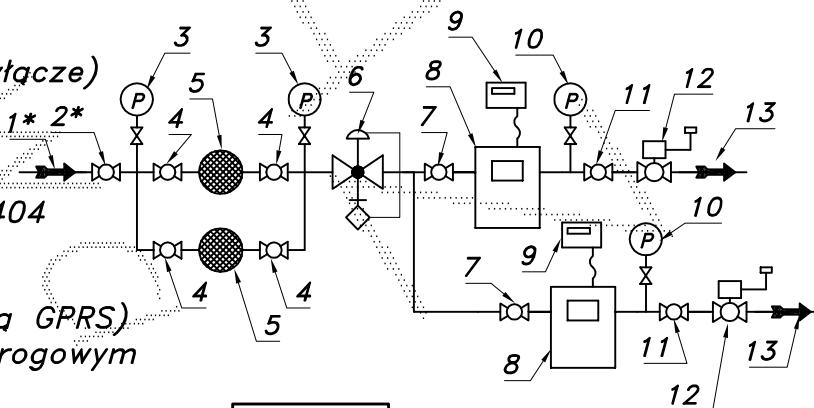 3 3 9 10
yłącze) 5 6 8 11 12
P P P 13
1* 2* 4 4 7
404 10
9 P
4 4 7
ą GPRS) 5
rogowym 8 11 13
12